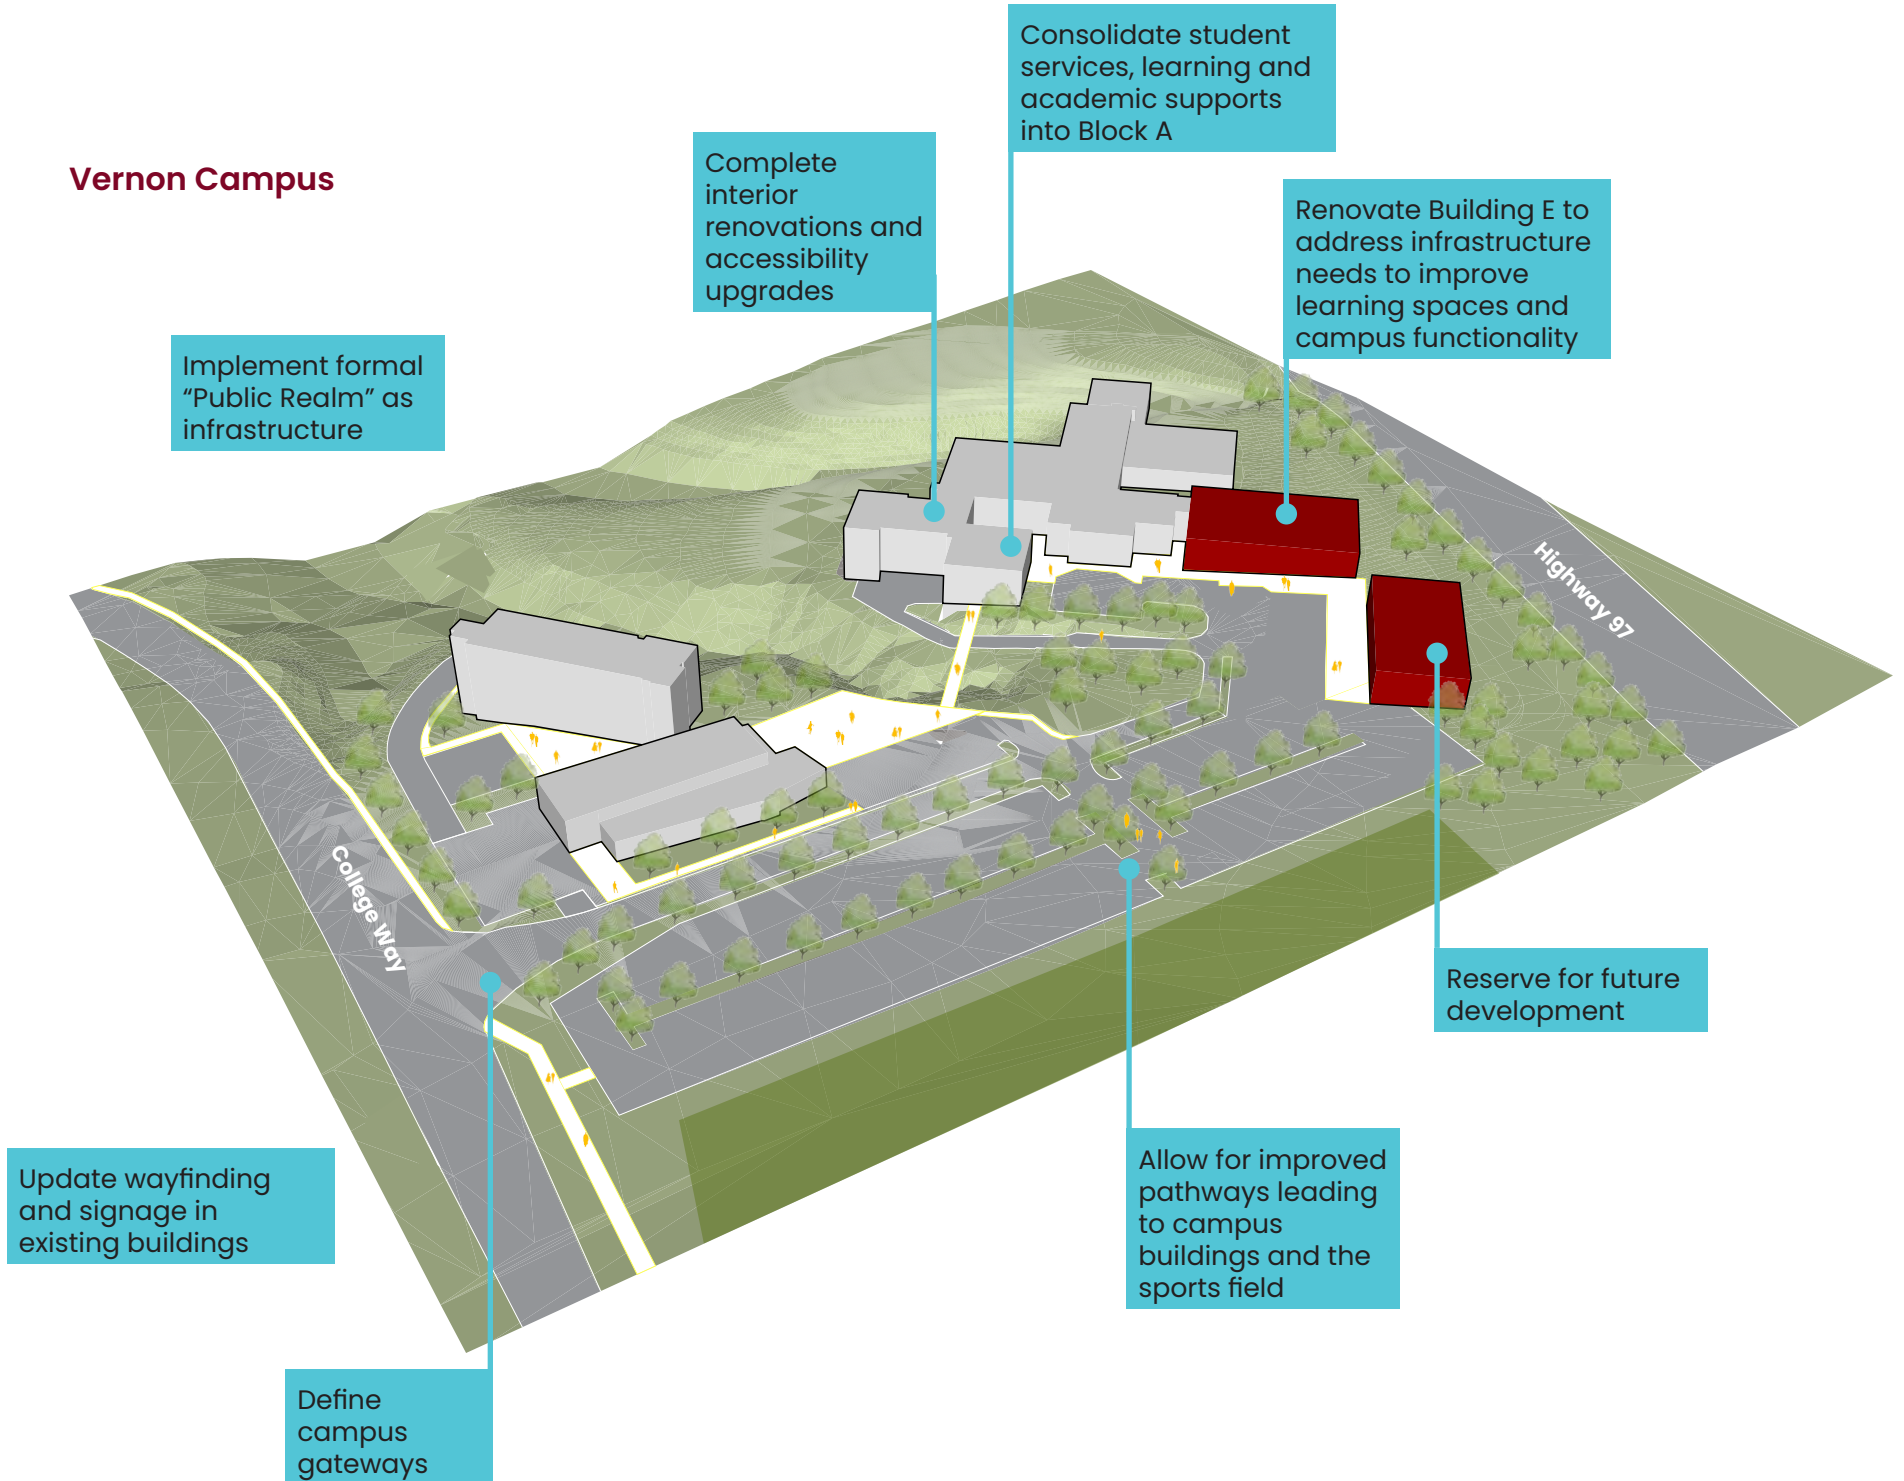 Vernon Campus
Consolidate student
services, learning and
academic supports
into Block A
Complete
interior
renovations and
accessibility
upgrades
Renovate Building E to
address infrastructure
needs to improve
learning spaces and
campus functionality
Implement formal
“Public Realm” as
infrastructure
Highway 97
College Way
Reserve for future
development
Allow for improved
pathways leading
to campus
buildings and the
sports field
Update wayfinding
and signage in
existing buildings
Define
campus
gateways